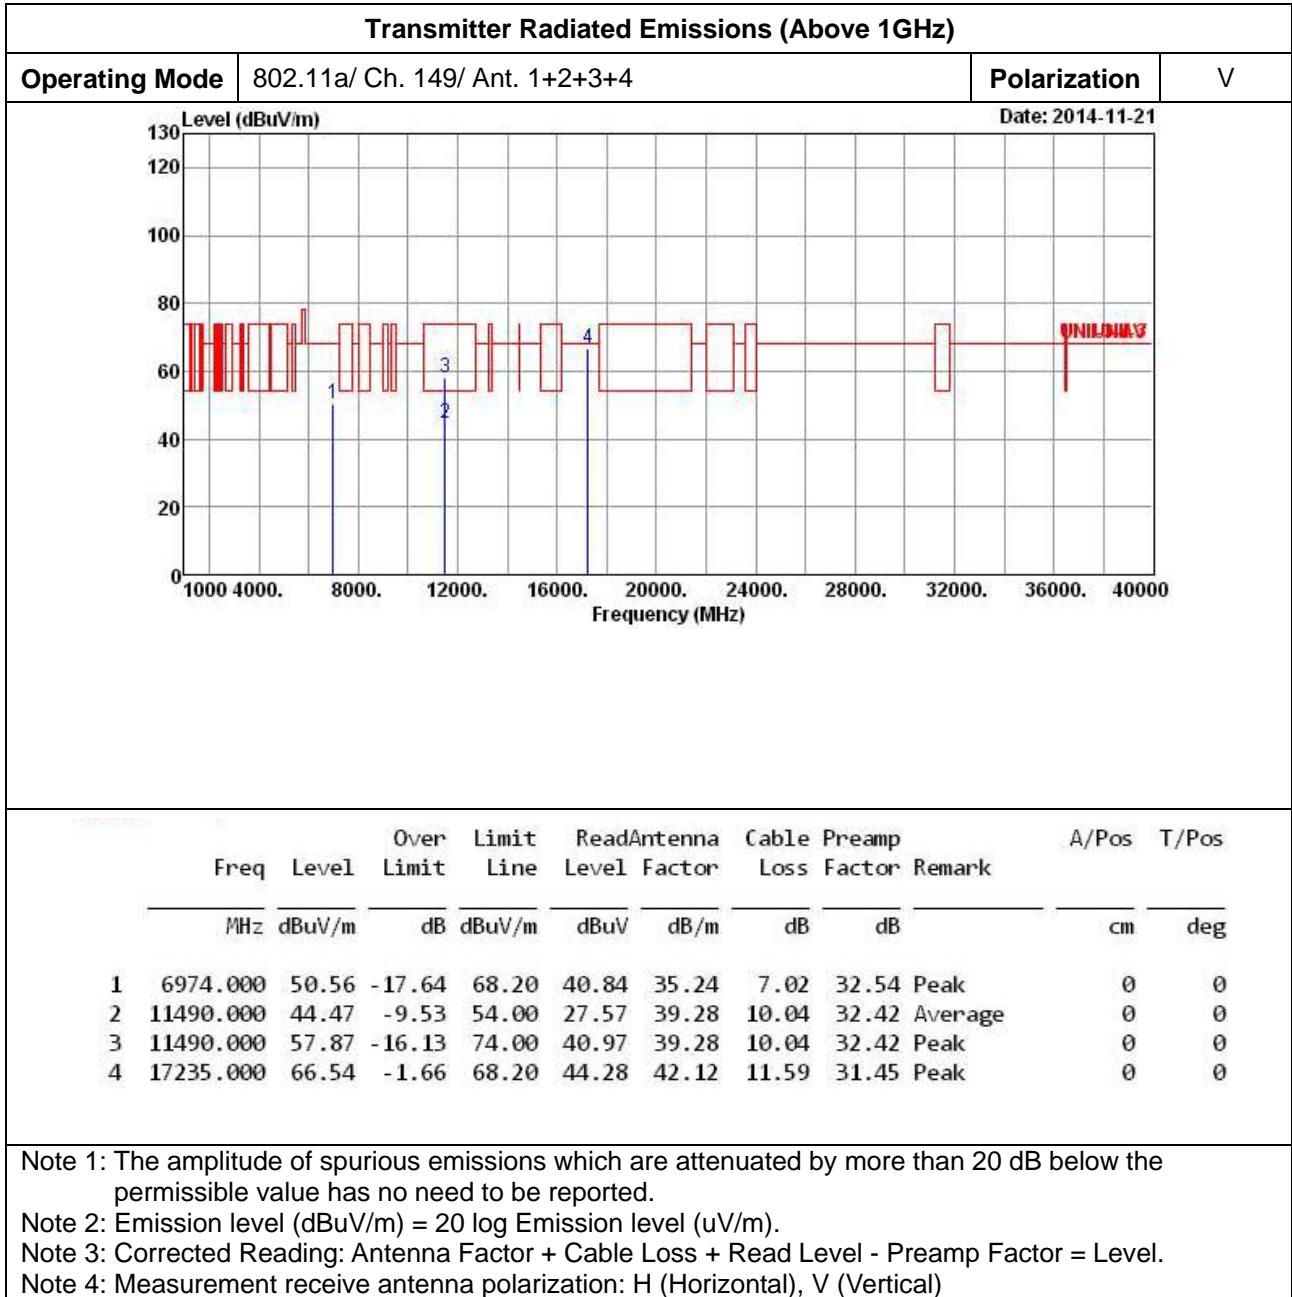 Transmitter Radiated Emissions (Above 1GHz)
Operating Mode 802.11a/ Ch. 149/ Ant. 1+2+3+4 Polarization V
Level (dBuV/m) Date: 2014-11-21
130
120
100
80
60
40
20
0
1
2
3
4
1000 4000. 8000. 12000. 16000. 20000. 24000. 28000. 32000. 36000. 40000
Frequency (MHz)
Over Limit ReadAntenna Cable Preamp A/Pos T/Pos
Freq Level Limit Line Level Factor Loss Factor Remark
MHz dBuV/m dB dBuV/m dBuV dB/m dB dB cm deg
1 6974.000 50.56 -17.64 68.20 40.84 35.24 7.02 32.54 Peak 0 0
2 11490.000 44.47 -9.53 54.00 27.57 39.28 10.04 32.42 Average 0 0
3 11490.000 57.87 -16.13 74.00 40.97 39.28 10.04 32.42 Peak 0 0
4 17235.000 66.54 -1.66 68.20 44.28 42.12 11.59 31.45 Peak 0 0
Note 1: The amplitude of spurious emissions which are attenuated by more than 20 dB below the
permissible value has no need to be reported.
Note 2: Emission level (dBuV/m) = 20 log Emission level (uV/m).
Note 3: Corrected Reading: Antenna Factor + Cable Loss + Read Level - Preamp Factor = Level.
Note 4: Measurement receive antenna polarization: H (Horizontal), V (Vertical)